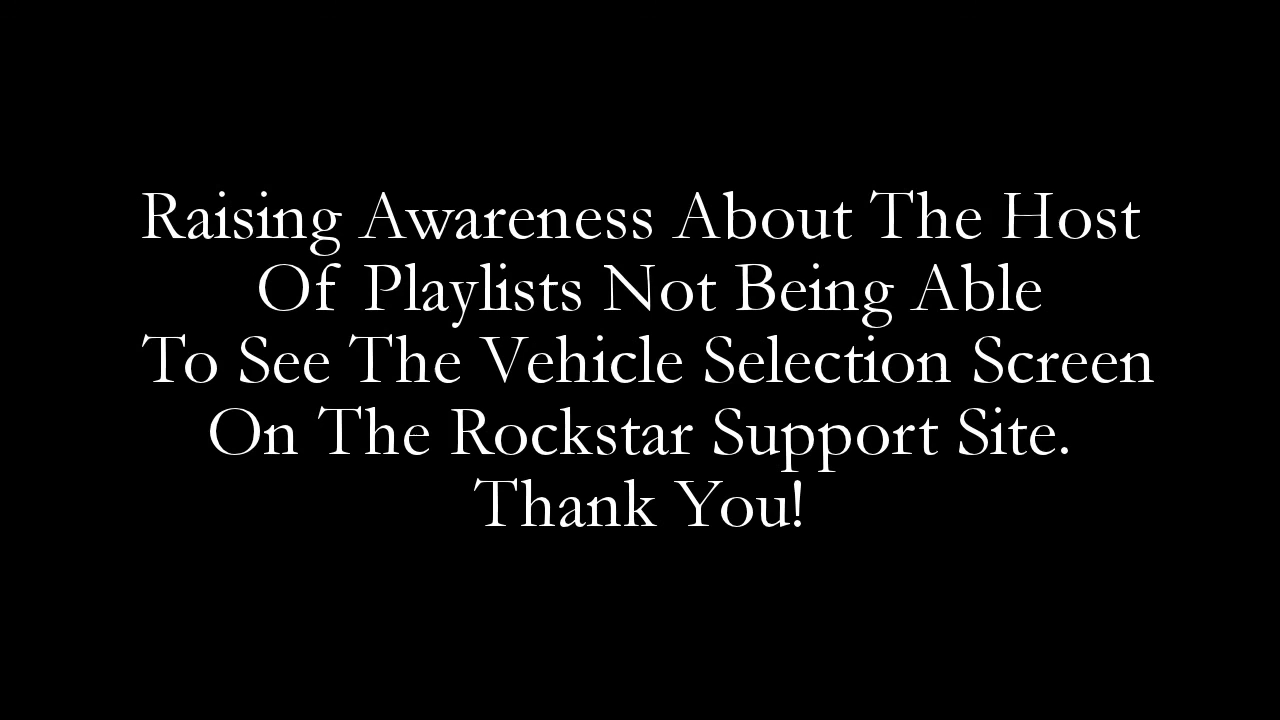 Raising Awareness About The Host
Of Playlists Not Being Able
To See The Vehicle Selection Screen
On The Rockstar Support Site.
Thank You!